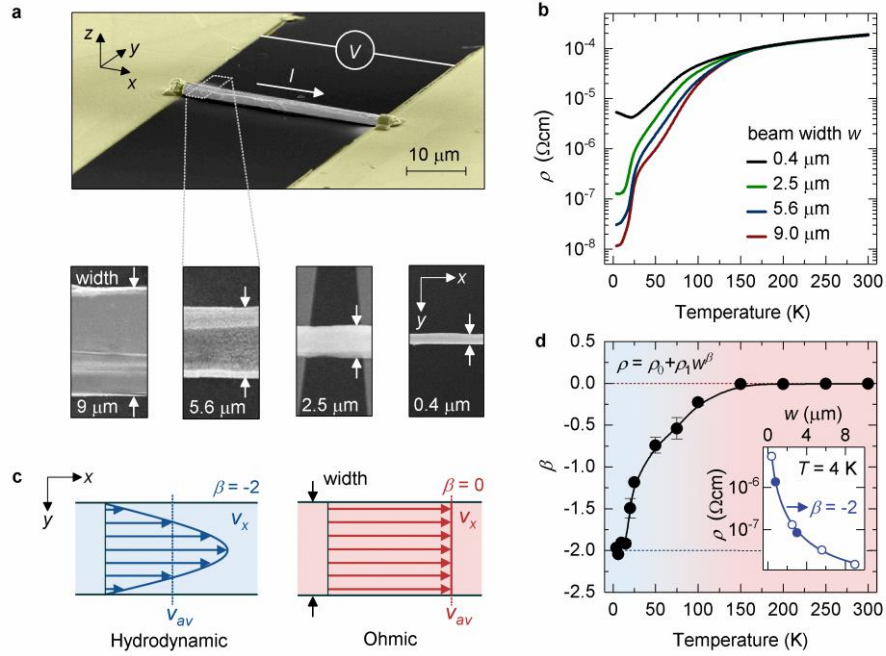 a
z
y
x
V
I
10 μm
width
9 μm
5.6 μm
2.5 μm
x
y
0.4 μm
b
10⁻⁴
10⁻⁵
10⁻⁶
10⁻⁷
10⁻⁸
ρ (Ωcm)
beam width w
0.4 μm
2.5 μm
5.6 μm
9.0 μm
0 50 100 150 200 250 300
Temperature (K)
c
x
y
β = -2
vₓ
v_av
Hydrodynamic
width
β = 0
vₓ
v_av
Ohmic
d
0.5
0.0
-0.5
-1.0
-1.5
-2.0
-2.5
β
ρ = ρ₀+ρ₁w^β
w (μm)
0 4 8
T = 4 K
10⁻⁶
10⁻⁷
ρ (Ωcm)
β = -2
0 50 100 150 200 250 300
Temperature (K)